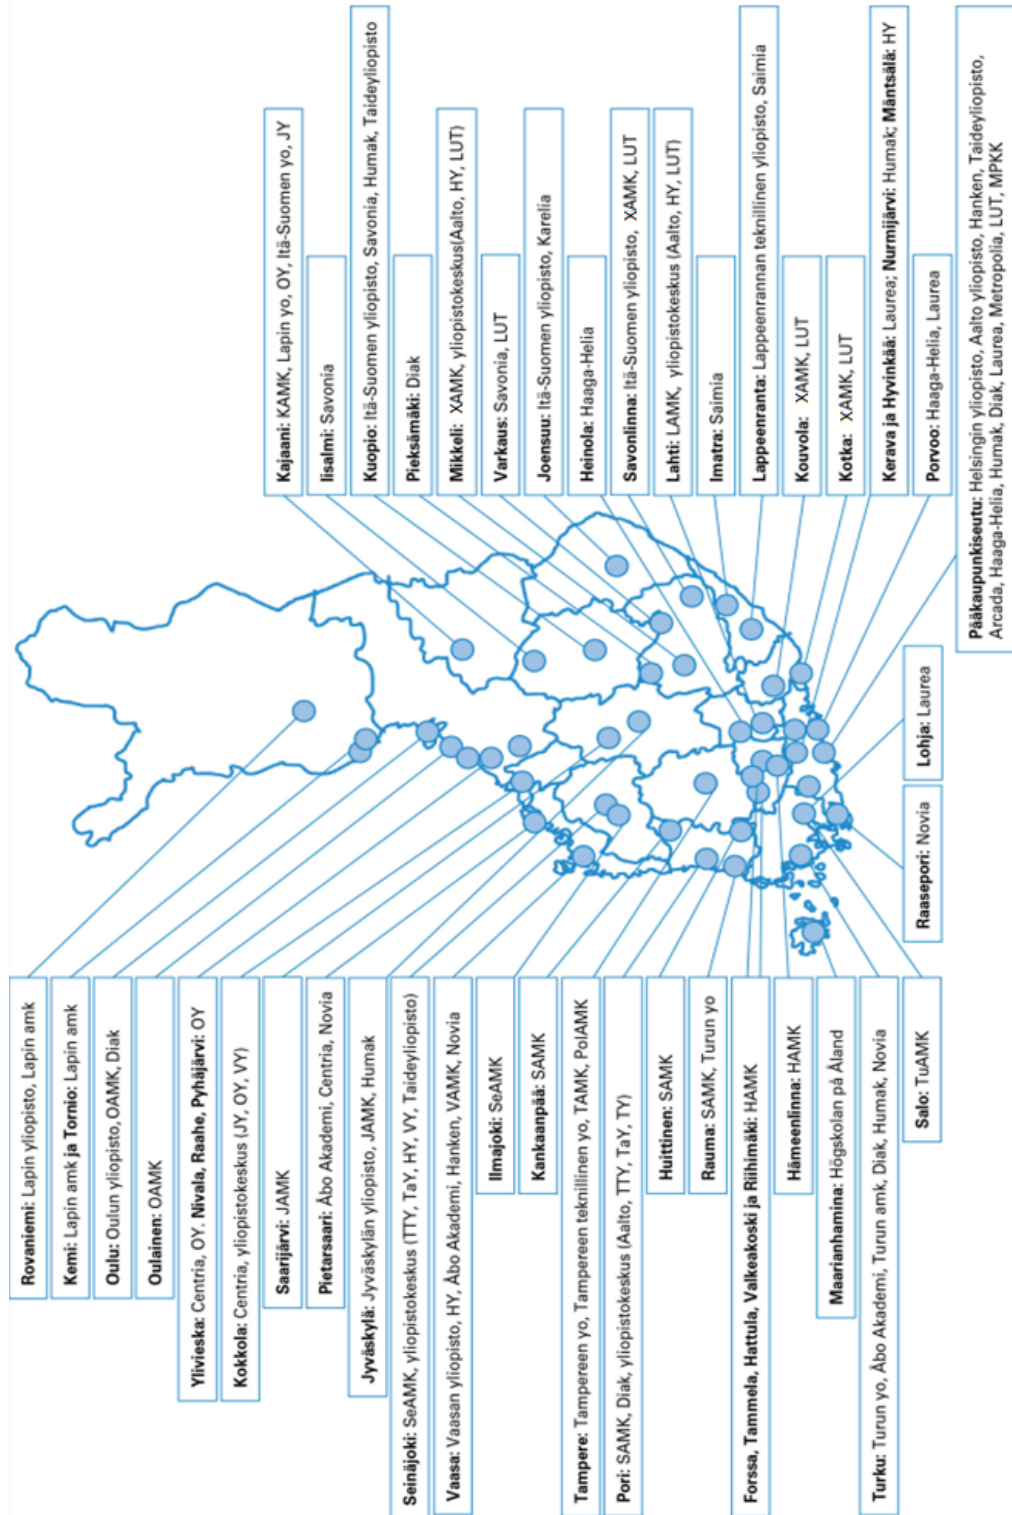 Rovaniemi: Lapin yliopisto, Lapin amk
Kemi: Lapin amk ja Tornio: Lapin amk
Oulu: Oulun yliopisto, OAMK, Diak
Oulainen: OAMK
Ylivieska: Centria, OY. Nivala, Raahe, Pyhäjärvi: OY
Kokkola: Centria, yliopistokeskus (JY, OY, VY)
Saarijärvi: JAMK
Pietarsaari: Åbo Akademi, Centria, Novia
Jyväskylä: Jyväskylän yliopisto, JAMK, Humak
Seinäjoki: SeAMK, yliopistokeskus (TTY, TaY, HY, VY, Taideyliopisto)
Vaasa: Vaasan yliopisto, HY, Åbo Akademi, Hanken, VAMK, Novia
Ilmajoki: SeAMK
Kankaanpää: SAMK
Tampere: Tampereen yo, Tampereen teknillinen yo, TAMK, PolAMK
Pori: SAMK, Diak, yliopistokeskus (Aalto, TTY, TaY, TY)
Huittinen: SAMK
Rauma: SAMK, Turun yo
Forssa, Tammela, Hattula, Valkeakoski ja Riihimäki: HAMK
Hämeenlinna: HAMK
Maarianhamina: Högskolan på Åland
Turku: Turun yo, Åbo Akademi, Turun amk, Diak, Humak, Novia
Salo: TuAMK
Raasepori: Novia
Lohja: Laurea
Kajaani: KAMK, Lapin yo, OY, Itä-Suomen yo, JY
Iisalmi: Savonia
Kuopio: Itä-Suomen yliopisto, Savonia, Humak, Taideyliopisto
Pieksämäki: Diak
Mikkeli: XAMK, yliopistokeskus(Aalto, HY, LUT)
Varkaus: Savonia, LUT
Joensuu: Itä-Suomen yliopisto, Karelia
Heinola: Haaga-Helia
Savonlinna: Itä-Suomen yliopisto, XAMK, LUT
Lahti: LAMK, yliopistokeskus (Aalto, HY, LUT)
Imatra: Saimia
Lappeenranta: Lappeenrannan teknillinen yliopisto, Saimia
Kouvola: XAMK, LUT
Kotka: XAMK, LUT
Kerava ja Hyvinkää: Laurea; Nurmijärvi: Humak; Mäntsälä: HY
Porvoo: Haaga-Helia, Laurea
Pääkaupunkiseutu: Helsingin yliopisto, Aalto yliopisto, Hanken, Taideyliopisto,
Arcada, Haaga-Helia, Humak, Diak, Laurea, Metropolia, LUT, MPKK